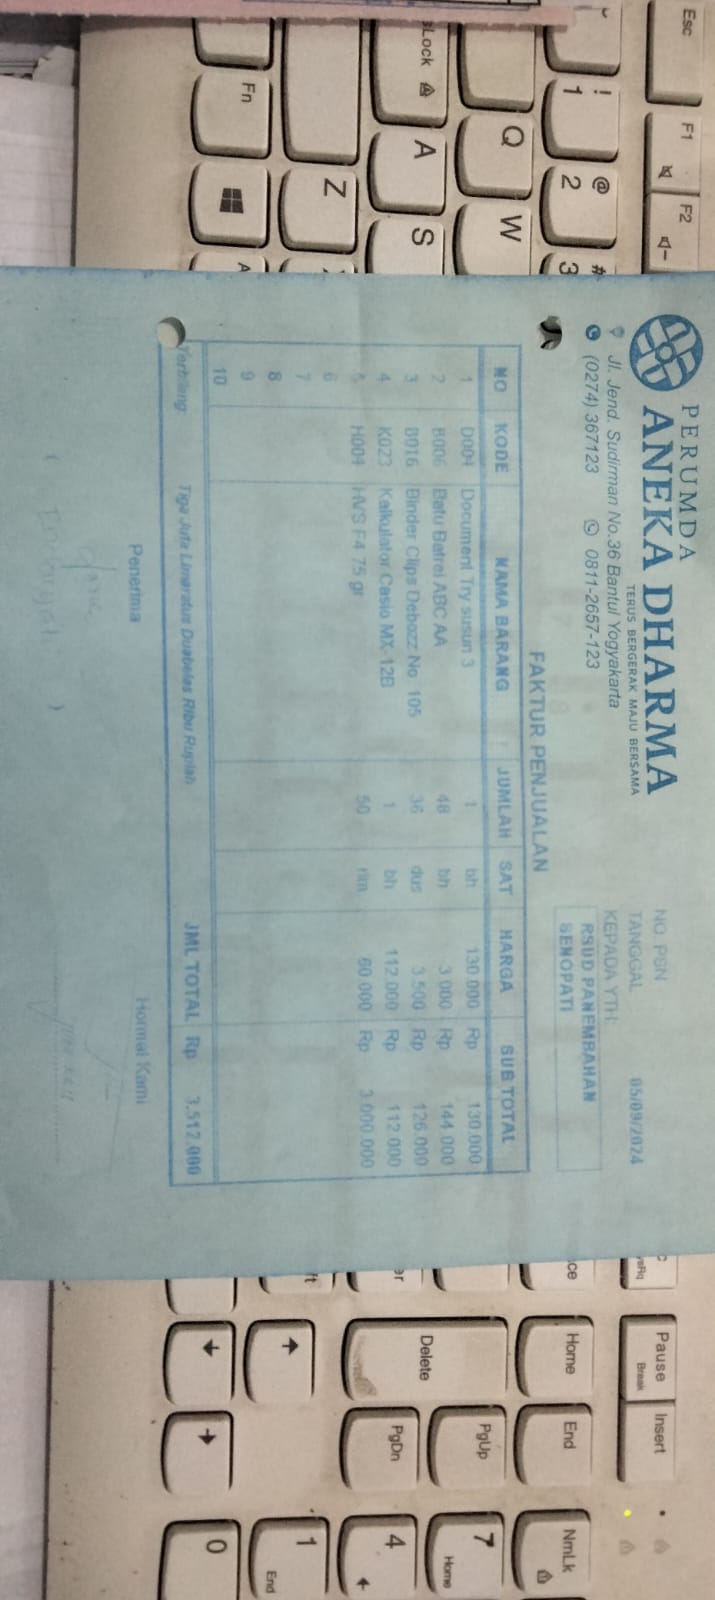 PERUMDA
ANEKA DHARMA
TERUS BERGERAK MAJU BERSAMA
Jl. Jend. Sudirman No.36 Bantul Yogyakarta
(0274) 367123 0811-2657-123
NO. PSN
TANGGAL 05/09/2024
KEPADA YTH
RSUD PANEMBAHAN
SENOPATI
FAKTUR PENJUALAN
NO KODE NAMA BARANG JUMLAH SAT HARGA SUB TOTAL
1 D004 Document Try susun 3 1 bh 130.000 Rp 130.000
2 B006 Batu Batrei ABC AA 48 bh 3.000 Rp 144.000
3 B016 Binder Clips Debozz No. 105 36 dus 3.500 Rp 126.000
4 K023 Kalkulator Casio MX-12B 1 bh 112.000 Rp 112.000
5 H004 HVS F4 75 gr 50 rim 60.000 Rp 3.000.000
6
7
8
9
10
JML TOTAL Rp 3.512.000
Terbilang: Tiga Juta Limaratus Duabelas Ribu Rupiah
Penerima Hormat Kami
Esc F1 F2
! 1 @ 2 # 3
Q W
Lock A S
Z
Fn
Pause Break Insert
Home End NmLk
Delete PgUp 7 Home
PgDn 4
1 End
0